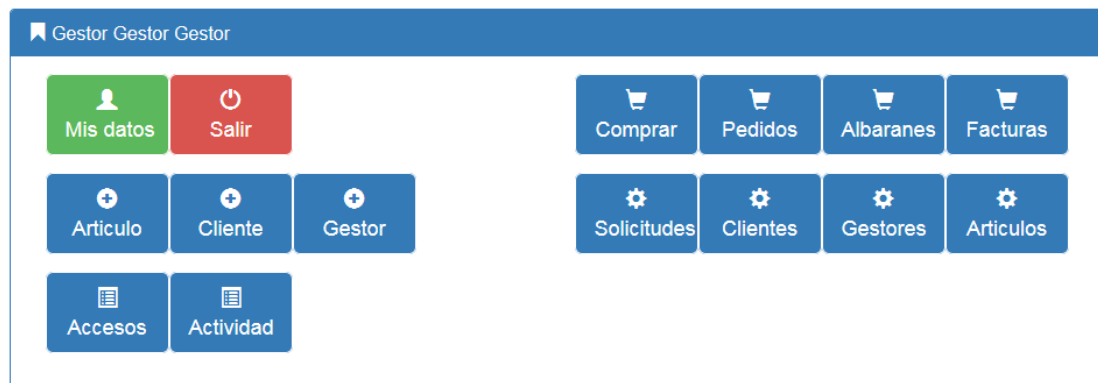 Gestor Gestor Gestor
Mis datos
Salir
Comprar
Pedidos
Albaranes
Facturas
Articulo
Cliente
Gestor
Solicitudes
Clientes
Gestores
Articulos
Accesos
Actividad